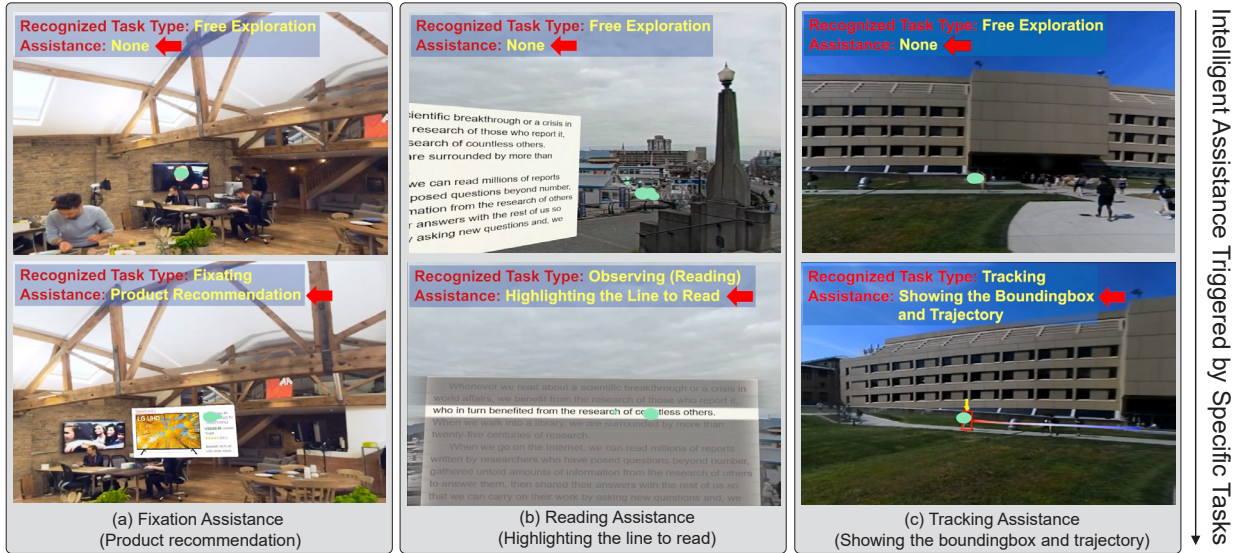 Recognized Task Type: Free Exploration
Assistance: None
Recognized Task Type: Fixating
Assistance: Product Recommendation
LG UHD
(a) Fixation Assistance
(Product recommendation)
Recognized Task Type: Free Exploration
Assistance: None
ientific breakthrough or a crisis in
research of those who report it,
search of countless others.
are surrounded by more than
we can read millions of reports
posed questions beyond number,
mation from the research of others
r answers with the rest of us so
y asking new questions and, we
Recognized Task Type: Observing (Reading)
Assistance: Highlighting the Line to Read
Whenever we read about a scientific breakthrough or a crisis in
world affairs, we benefit from the research of those who report it,
who in turn benefited from the research of countless others.
When we walk into a library, we are surrounded by more than
twenty-five centuries of research.
When we go on the Internet, we can read millions of reports
written by researchers who have posed questions beyond number,
gathered untold amounts of information from the research of others
to answer them, then shared their answers with the rest of us so
that we can carry on their work by asking new questions and, we
(b) Reading Assistance
(Highlighting the line to read)
Recognized Task Type: Free Exploration
Assistance: None
Recognized Task Type: Tracking
Assistance: Showing the Boundingbox
and Trajectory
(c) Tracking Assistance
(Showing the boundingbox and trajectory)
Intelligent Assistance Triggered by Specific Tasks